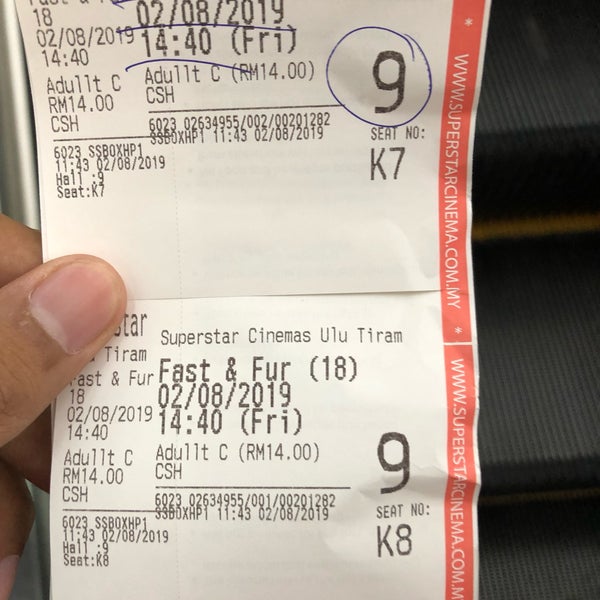 18
02/08/2019
14:40
Adullt C
RM14.00
CSH
6023 SSBOXHP1
11:43 02/08/2019
Hall :9
Seat:K7
02/08/2019
14:40 (Fri)
Adullt C (RM14.00)
CSH
6023 02634955/002/00201282
SSBOXHP1 11:43 02/08/2019
9
SEAT NO:
K7
* WWW.SUPERSTARCINEMA.COM.MY *
tar
Tiram
Fast & Fur
18
02/08/2019
14:40
Adullt C
RM14.00
CSH
6023 SSBOXHP1
11:43 02/08/2019
Hall :9
Seat:K8
Superstar Cinemas Ulu Tiram
Fast & Fur (18)
02/08/2019
14:40 (Fri)
Adullt C (RM14.00)
CSH
6023 02634955/001/00201282
SSBOXHP1 11:43 02/08/2019
9
SEAT NO:
K8
WWW.SUPERSTARCINEMA.COM.M